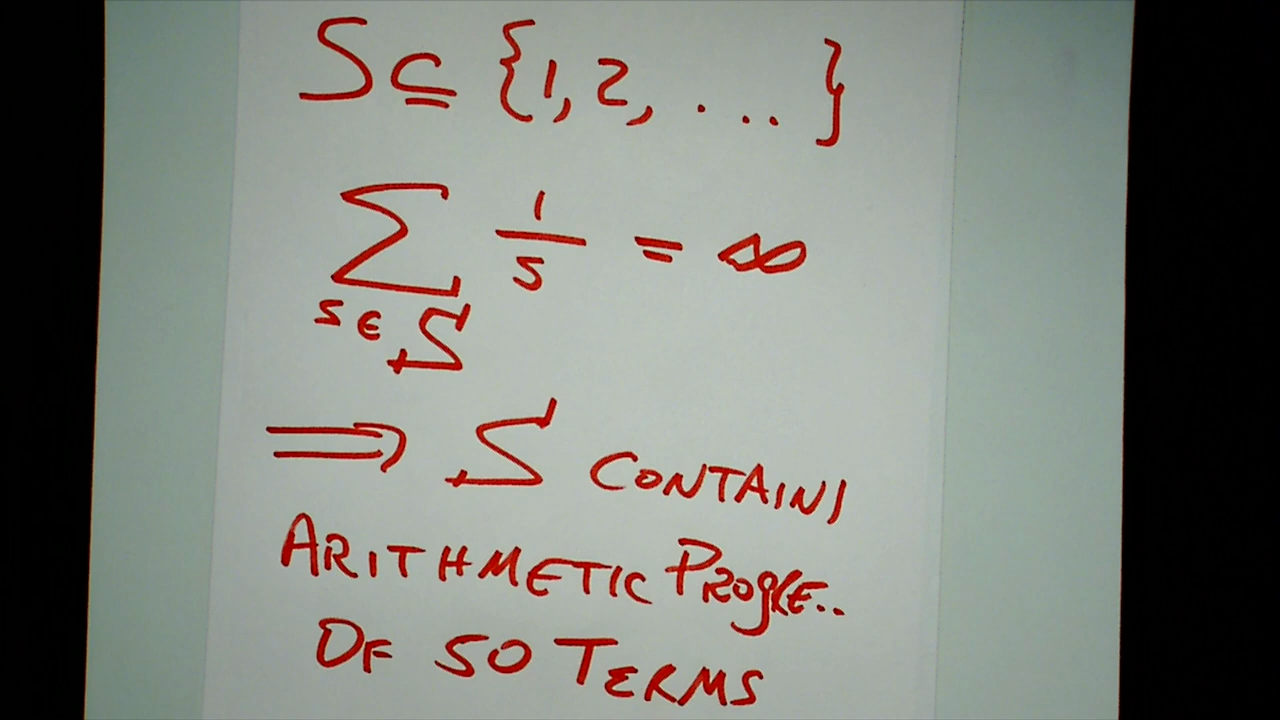 S ⊆ {1, 2, . . . . }
∑ 1/s = ∞
s ∈ S
⟹ S CONTAINS
ARITHMETIC PROGRE..
OF 50 TERMS